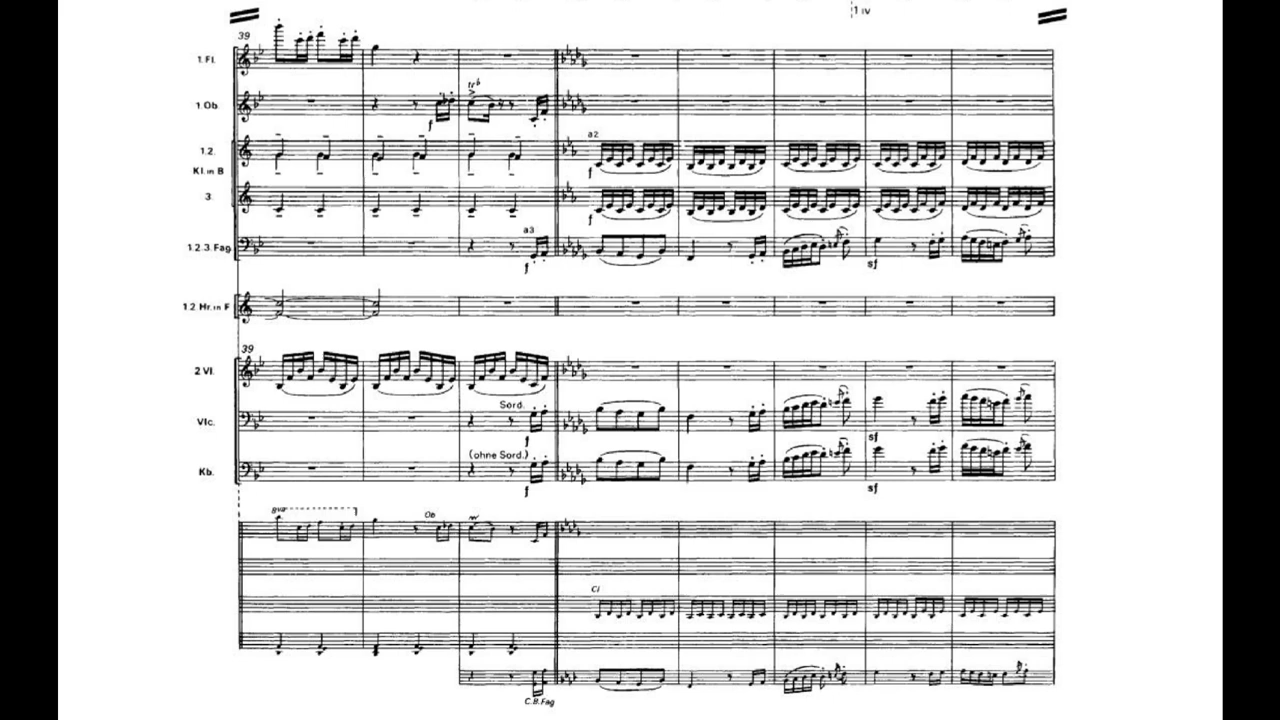 1 IV
39
1. Fl.
1 Ob.
tr b
f
1.2.
a2
f
Kl. in B
3
f
1.2.3. Fag
a3
f
sf
1.2 Hr. in F
39
2 Vl.
Sord.
Vlc.
f
sf
(ohne Sord.)
Kb.
f
sf
8va
Ob
Cl
C.B. Fag